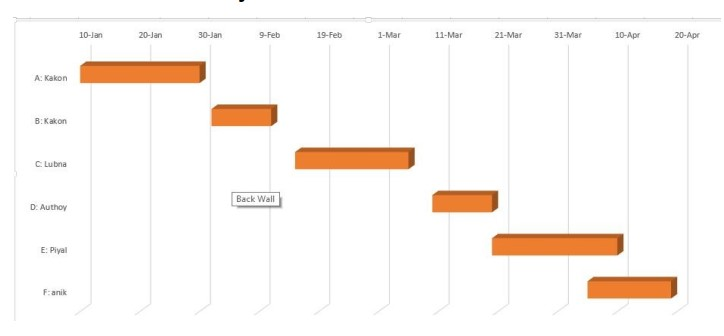 10-Jan 20-Jan 30-Jan 9-Feb 19-Feb 1-Mar 11-Mar 21-Mar 31-Mar 10-Apr 20-Apr
A: Kakon
B: Kakon
C: Lubna
Back Wall
D: Authoy
E: Piyal
F: anik